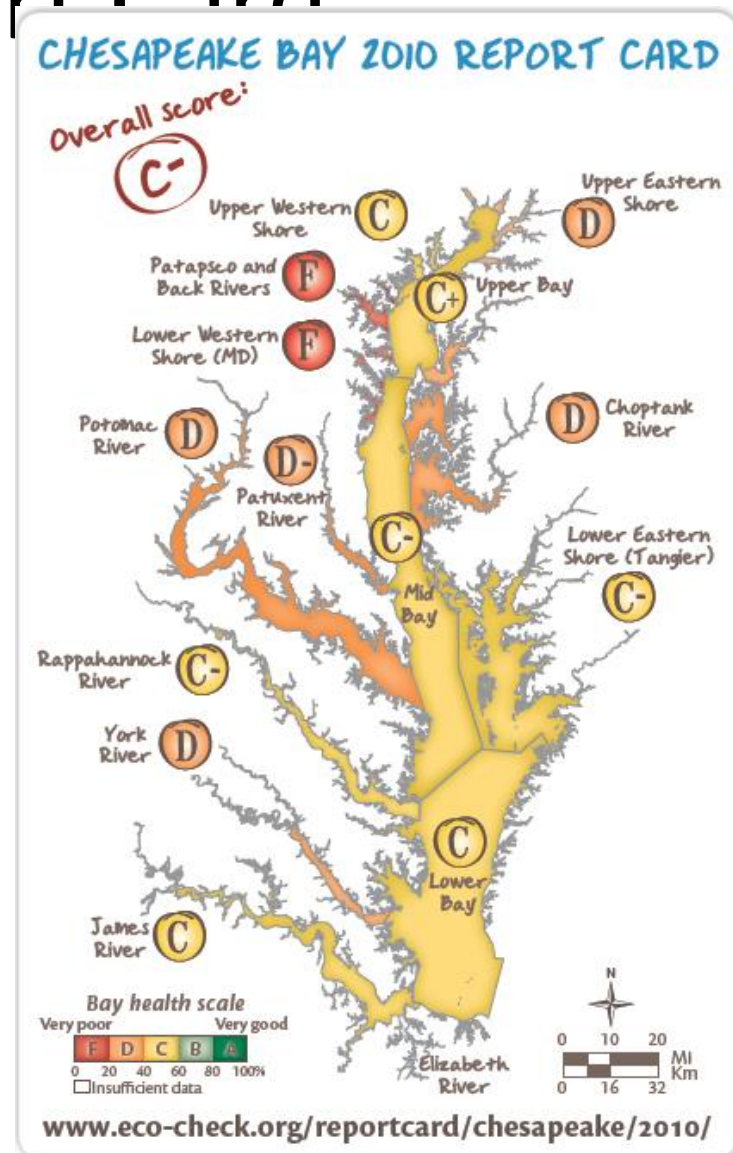 CHESAPEAKE BAY 2010 REPORT CARD
Overall score:
C-
Upper Western
Shore
C
Upper Eastern
Shore
D
Patapsco and
Back Rivers
F
C+
Upper Bay
Lower Western
Shore (MD)
F
Potomac
River
D
D-
Patuxent
River
D
Choptank
River
C-
Mid
Bay
Lower Eastern
Shore (Tangier)
C-
Rappahannock
River
C-
York
River
D
C
Lower
Bay
James
River
C
Elizabeth
River
Bay health scale
Very poor Very good
F D C B A
0 20 40 60 80 100%
Insufficient data
N
0 10 20
MI
Km
0 16 32
www.eco-check.org/reportcard/chesapeake/2010/